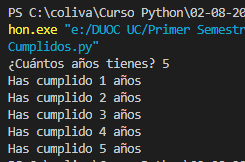 PS C:\coliva\Curso Python\02-08-20
hon.exe" "e:/DUOC UC/Primer Semestr
Cumplidos.py"
¿Cuántos años tienes? 5
Has cumplido 1 años
Has cumplido 2 años
Has cumplido 3 años
Has cumplido 4 años
Has cumplido 5 años